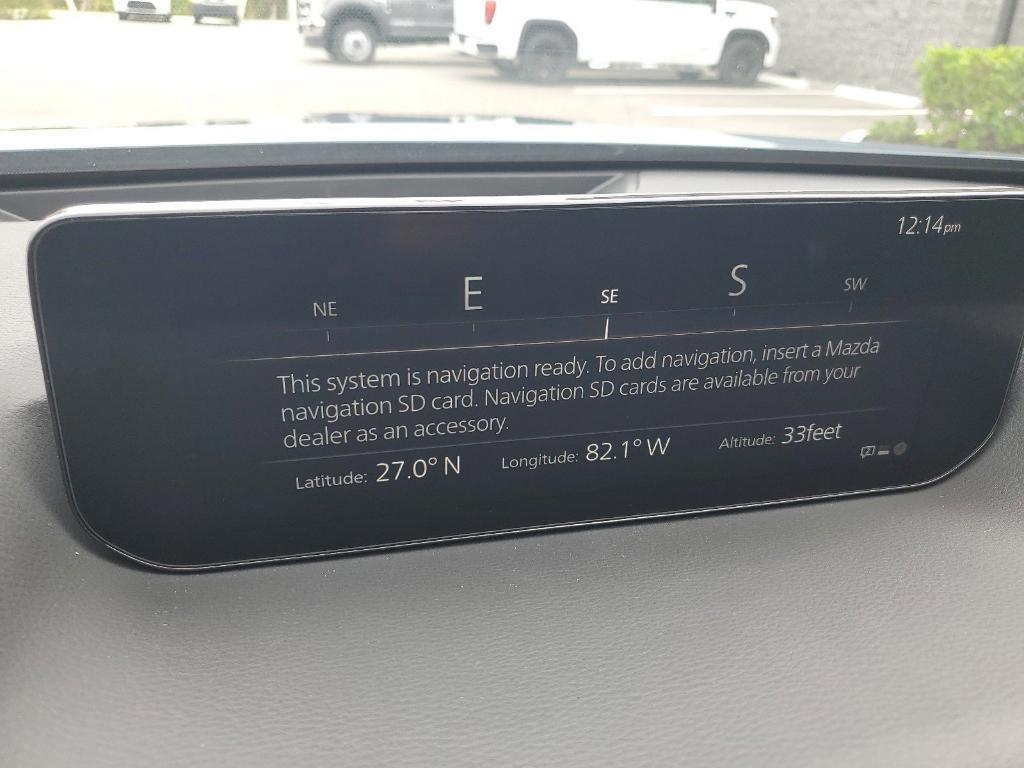 12:14pm
NE E SE S SW
This system is navigation ready. To add navigation, insert a Mazda
navigation SD card. Navigation SD cards are available from your
dealer as an accessory.
Latitude: 27.0° N Longitude: 82.1° W Altitude: 33feet